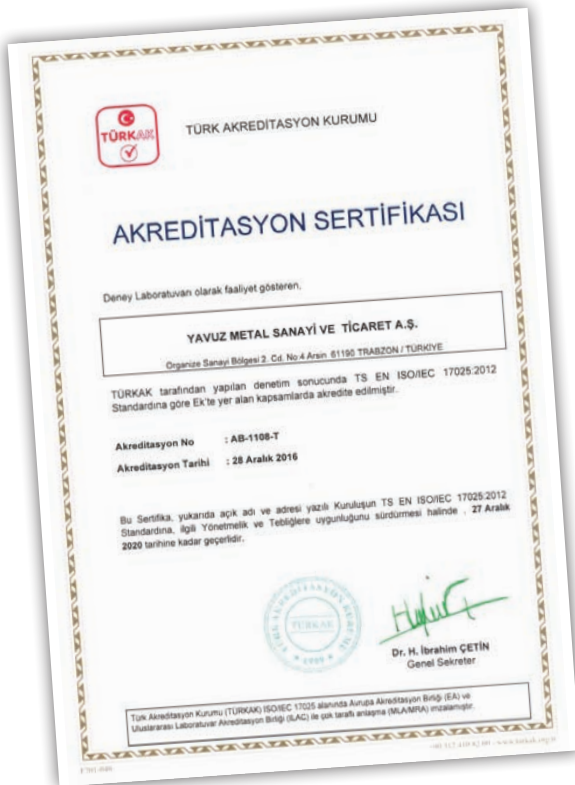 TÜRKAK
TÜRK AKREDİTASYON KURUMU
AKREDİTASYON SERTİFİKASI
Deney Laboratuvarı olarak faaliyet gösteren,
YAVUZ METAL SANAYİ VE TİCARET A.Ş.
Organize Sanayi Bölgesi 2. Cd. No:4 Arsin 61190 TRABZON / TÜRKİYE
TÜRKAK tarafından yapılan denetim sonucunda TS EN ISO/IEC 17025:2012
Standardına göre Ek'te yer alan kapsamlarda akredite edilmiştir.
Akreditasyon No : AB-1108-T
Akreditasyon Tarihi : 28 Aralık 2016
Bu Sertifika, yukarıda açık adı ve adresi yazılı Kuruluşun TS EN ISO/IEC 17025:2012
Standardına, ilgili Yönetmelik ve Tebliğlere uygunluğunu sürdürmesi halinde , 27 Aralık
2020 tarihine kadar geçerlidir.
TÜRK AKREDİTASYON KURUMU
TÜRKAK
1999
Dr. H. İbrahim ÇETİN
Genel Sekreter
Türk Akreditasyon Kurumu (TÜRKAK) ISO/IEC 17025 alanında Avrupa Akreditasyon Birliği (EA) ve
Uluslararası Laboratuvar Akreditasyon Birliği (ILAC) ile çok taraflı anlaşma (MLA/MRA) imzalamıştır.
www.turkak.org.tr